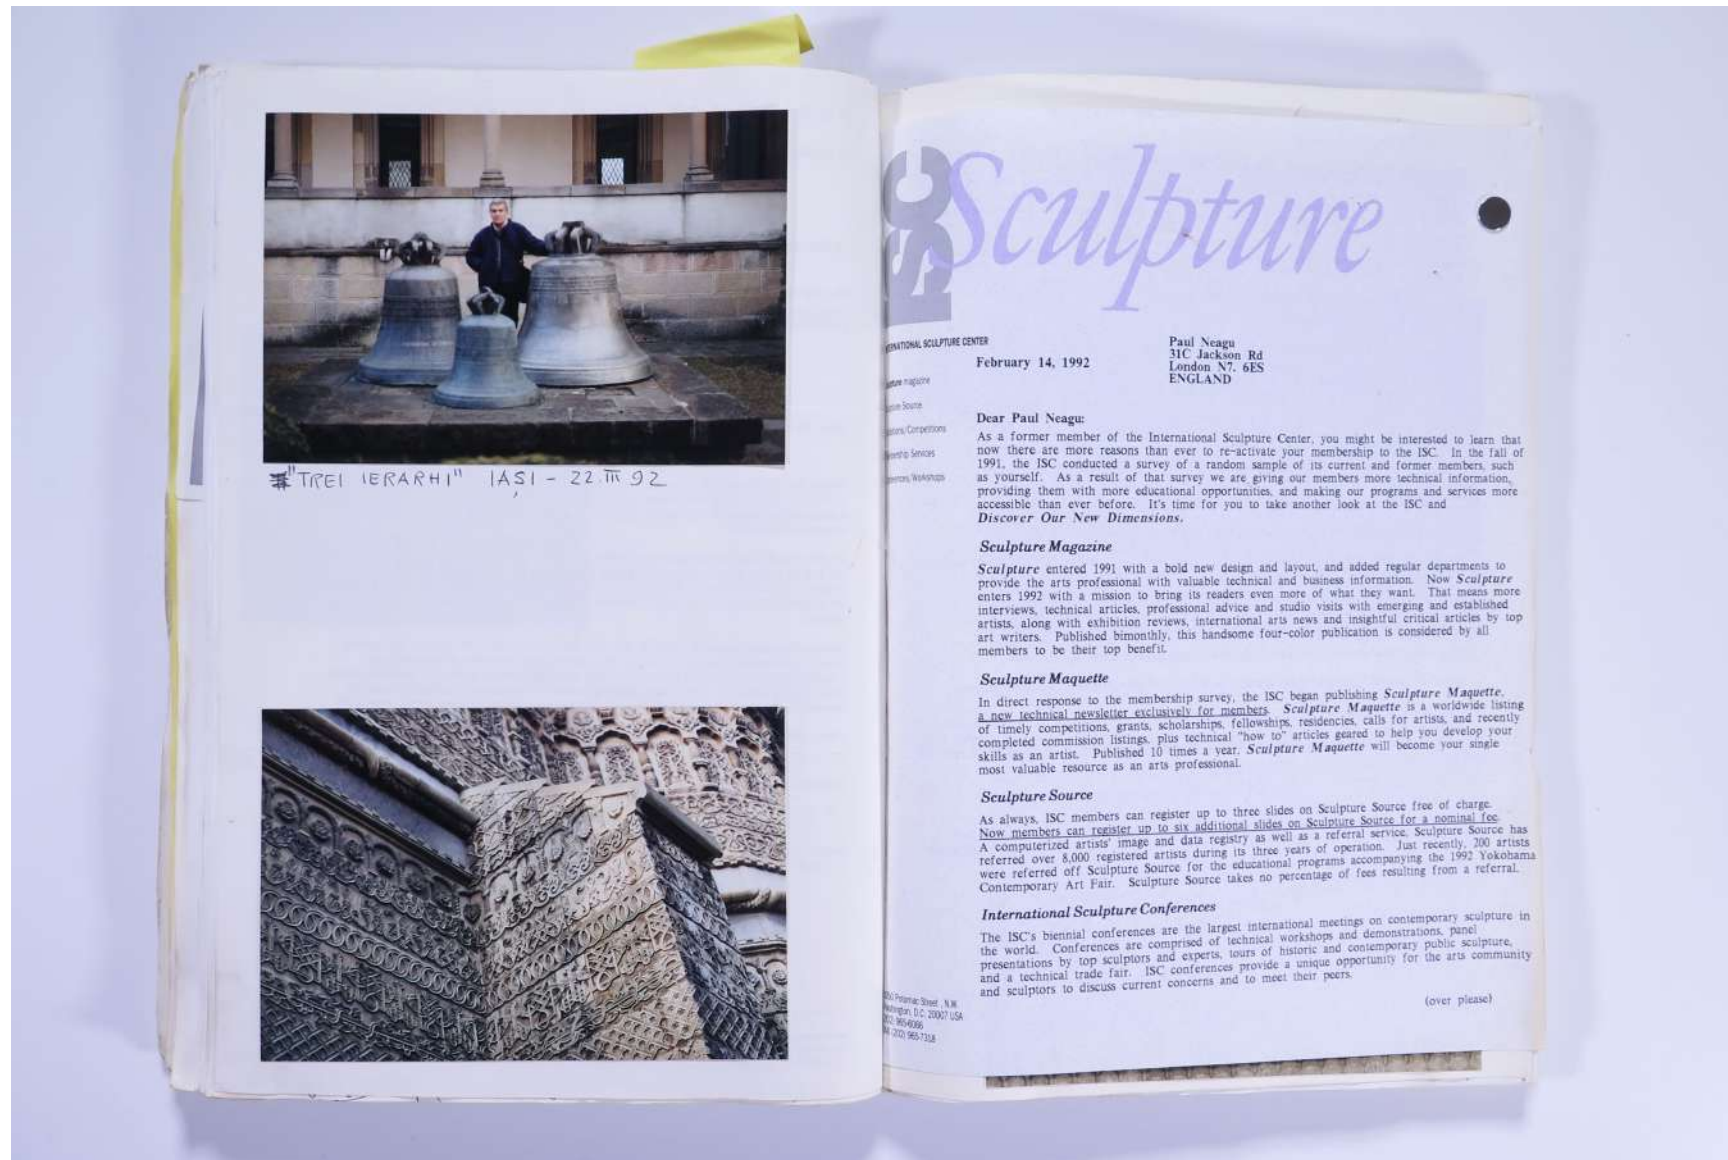 "TREI IERARHI" IAȘI - 22.III 92
ISC
Sculpture
INTERNATIONAL SCULPTURE CENTER
February 14, 1992
Paul Neagu
31C Jackson Rd
London N7. 6ES
ENGLAND
magazine
Source
/Competitions
Services
/Workshops
Dear Paul Neagu:
As a former member of the International Sculpture Center, you might be interested to learn that
now there are more reasons than ever to re-activate your membership to the ISC. In the fall of
1991, the ISC conducted a survey of a random sample of its current and former members, such
as yourself. As a result of that survey we are giving our members more technical information,
providing them with more educational opportunities, and making our programs and services more
accessible than ever before. It's time for you to take another look at the ISC and
Discover Our New Dimensions.
Sculpture Magazine
Sculpture entered 1991 with a bold new design and layout, and added regular departments to
provide the arts professional with valuable technical and business information. Now Sculpture
enters 1992 with a mission to bring its readers even more of what they want. That means more
interviews, technical articles, professional advice and studio visits with emerging and established
artists, along with exhibition reviews, international arts news and insightful critical articles by top
art writers. Published bimonthly, this handsome four-color publication is considered by all
members to be their top benefit.
Sculpture Maquette
In direct response to the membership survey, the ISC began publishing Sculpture Maquette,
a new technical newsletter exclusively for members. Sculpture Maquette is a worldwide listing
of timely competitions, grants, scholarships, fellowships, residencies, calls for artists, and recently
completed commission listings, plus technical "how to" articles geared to help you develop your
skills as an artist. Published 10 times a year, Sculpture Maquette will become your single
most valuable resource as an arts professional.
Sculpture Source
As always, ISC members can register up to three slides on Sculpture Source free of charge.
Now members can register up to six additional slides on Sculpture Source for a nominal fee.
A computerized artists' image and data registry as well as a referral service, Sculpture Source has
referred over 8,000 registered artists during its three years of operation. Just recently, 200 artists
were referred off Sculpture Source for the educational programs accompanying the 1992 Yokohama
Contemporary Art Fair. Sculpture Source takes no percentage of fees resulting from a referral.
International Sculpture Conferences
The ISC's biennial conferences are the largest international meetings on contemporary sculpture in
the world. Conferences are comprised of technical workshops and demonstrations, panel
presentations by top sculptors and experts, tours of historic and contemporary public sculpture,
and a technical trade fair. ISC conferences provide a unique opportunity for the arts community
and sculptors to discuss current concerns and to meet their peers.
(over please)
Potomac Street, N.W.
Washington, D.C. 20007 USA
(202) 965-6066
(202) 965-7318